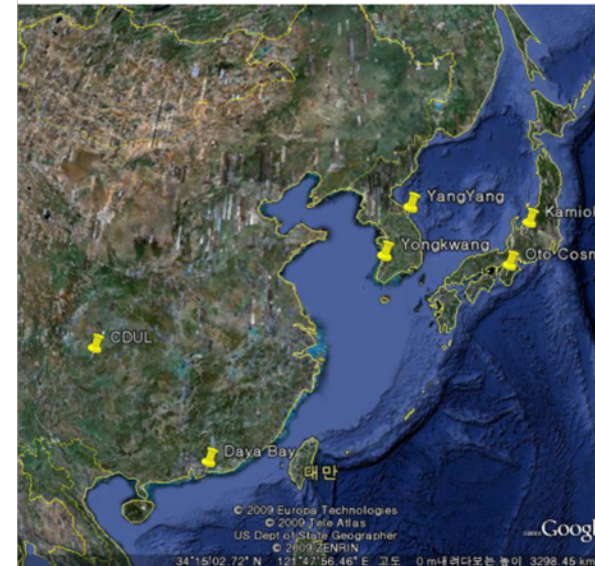 YangYang
Kamiok
Yongkwang
Oto Cosm
CDUL
Daya Bay
대만
© 2009 Europa Technologies
© 2009 Tele Atlas
US Dept of State Geographer
© 2009 ZENRIN
Google
34°15'02.72" N 121°47'56.46" E 고도 0 m 내려다보는 높이 3298.45 km